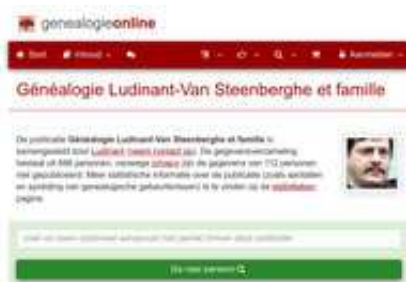 genealogieonline
Start Inhoud Aanmelden
Généalogie Ludinant-Van Steenberghe et famille
De publicatie Généalogie Ludinant-Van Steenberghe et famille is
samengesteld door Ludinant (neem contact op). De gegevensverzameling
bestaat uit personen, vanwege privacy zijn de gegevens van 112 personen
niet gepubliceerd. Meer statistische informatie over de publicatie (zoals aantallen
en spreiding van genealogische gebeurtenissen) is te vinden op de statistieken
pagina.
Ga naar persoon